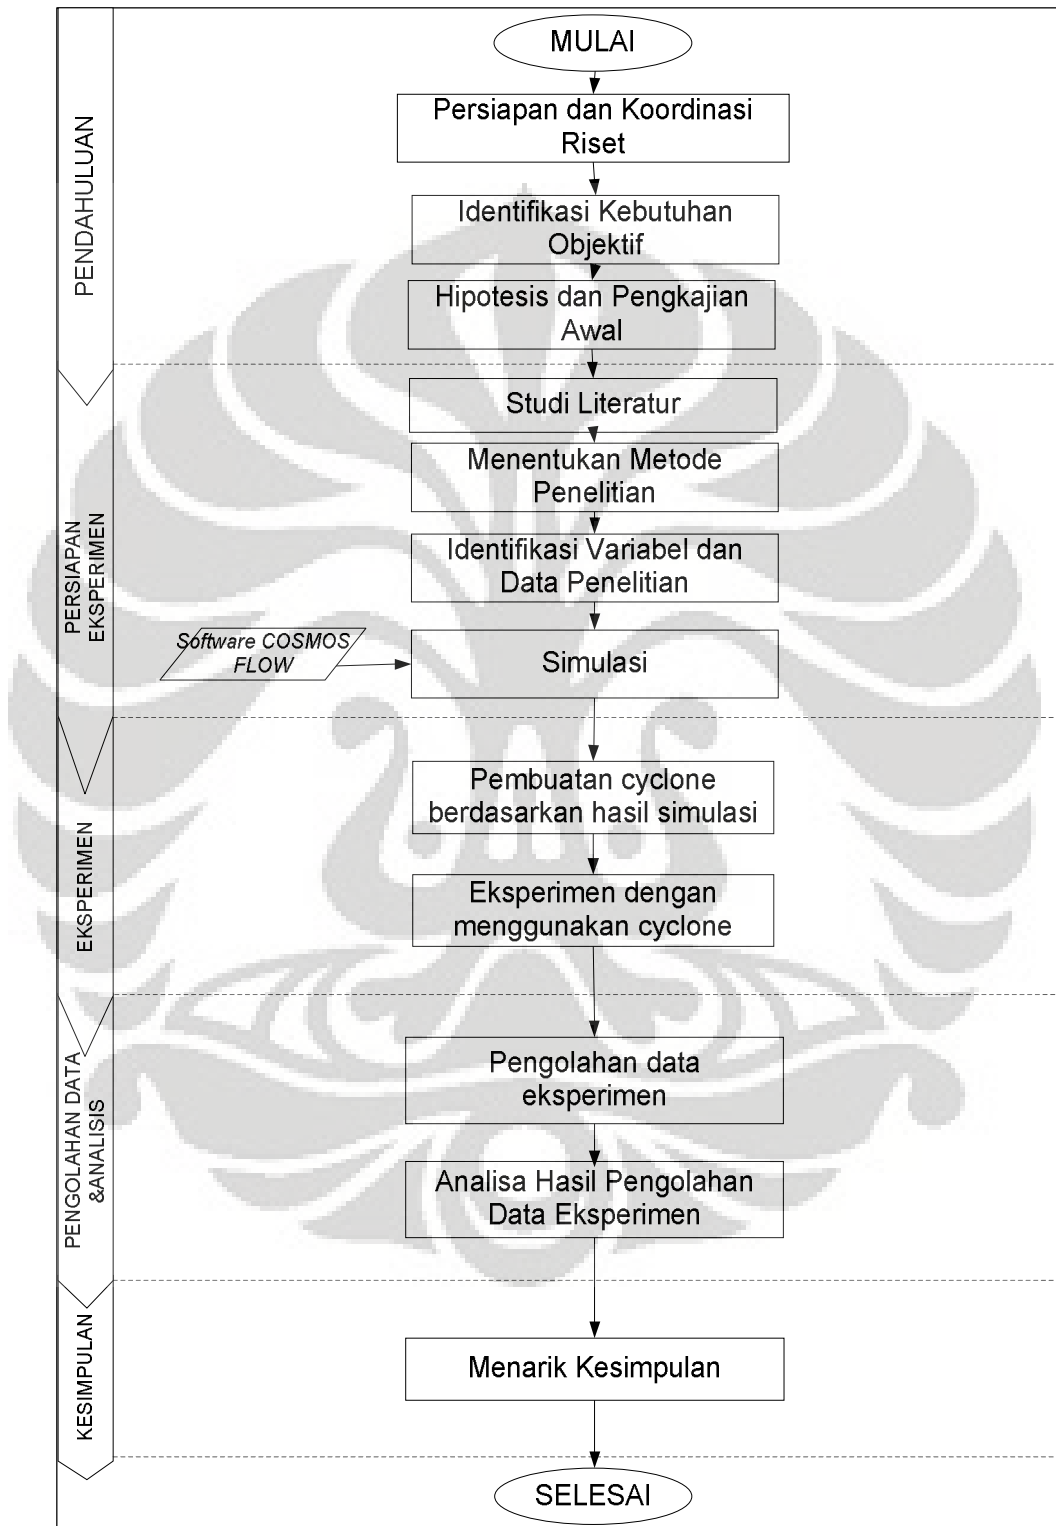 MULAI
Persiapan dan Koordinasi
Riset
PENDAHULUAN
Identifikasi Kebutuhan
Objektif
Hipotesis dan Pengkajian
Awal
Studi Literatur
Menentukan Metode
Penelitian
PERSIAPAN
EKSPERIMEN
Identifikasi Variabel dan
Data Penelitian
Software COSMOS
FLOW
Simulasi
Pembuatan cyclone
berdasarkan hasil simulasi
EKSPERIMEN
Eksperimen dengan
menggunakan cyclone
Pengolahan data
eksperimen
PENGOLAHAN DATA
&ANALISIS
Analisa Hasil Pengolahan
Data Eksperimen
KESIMPULAN
Menarik Kesimpulan
SELESAI